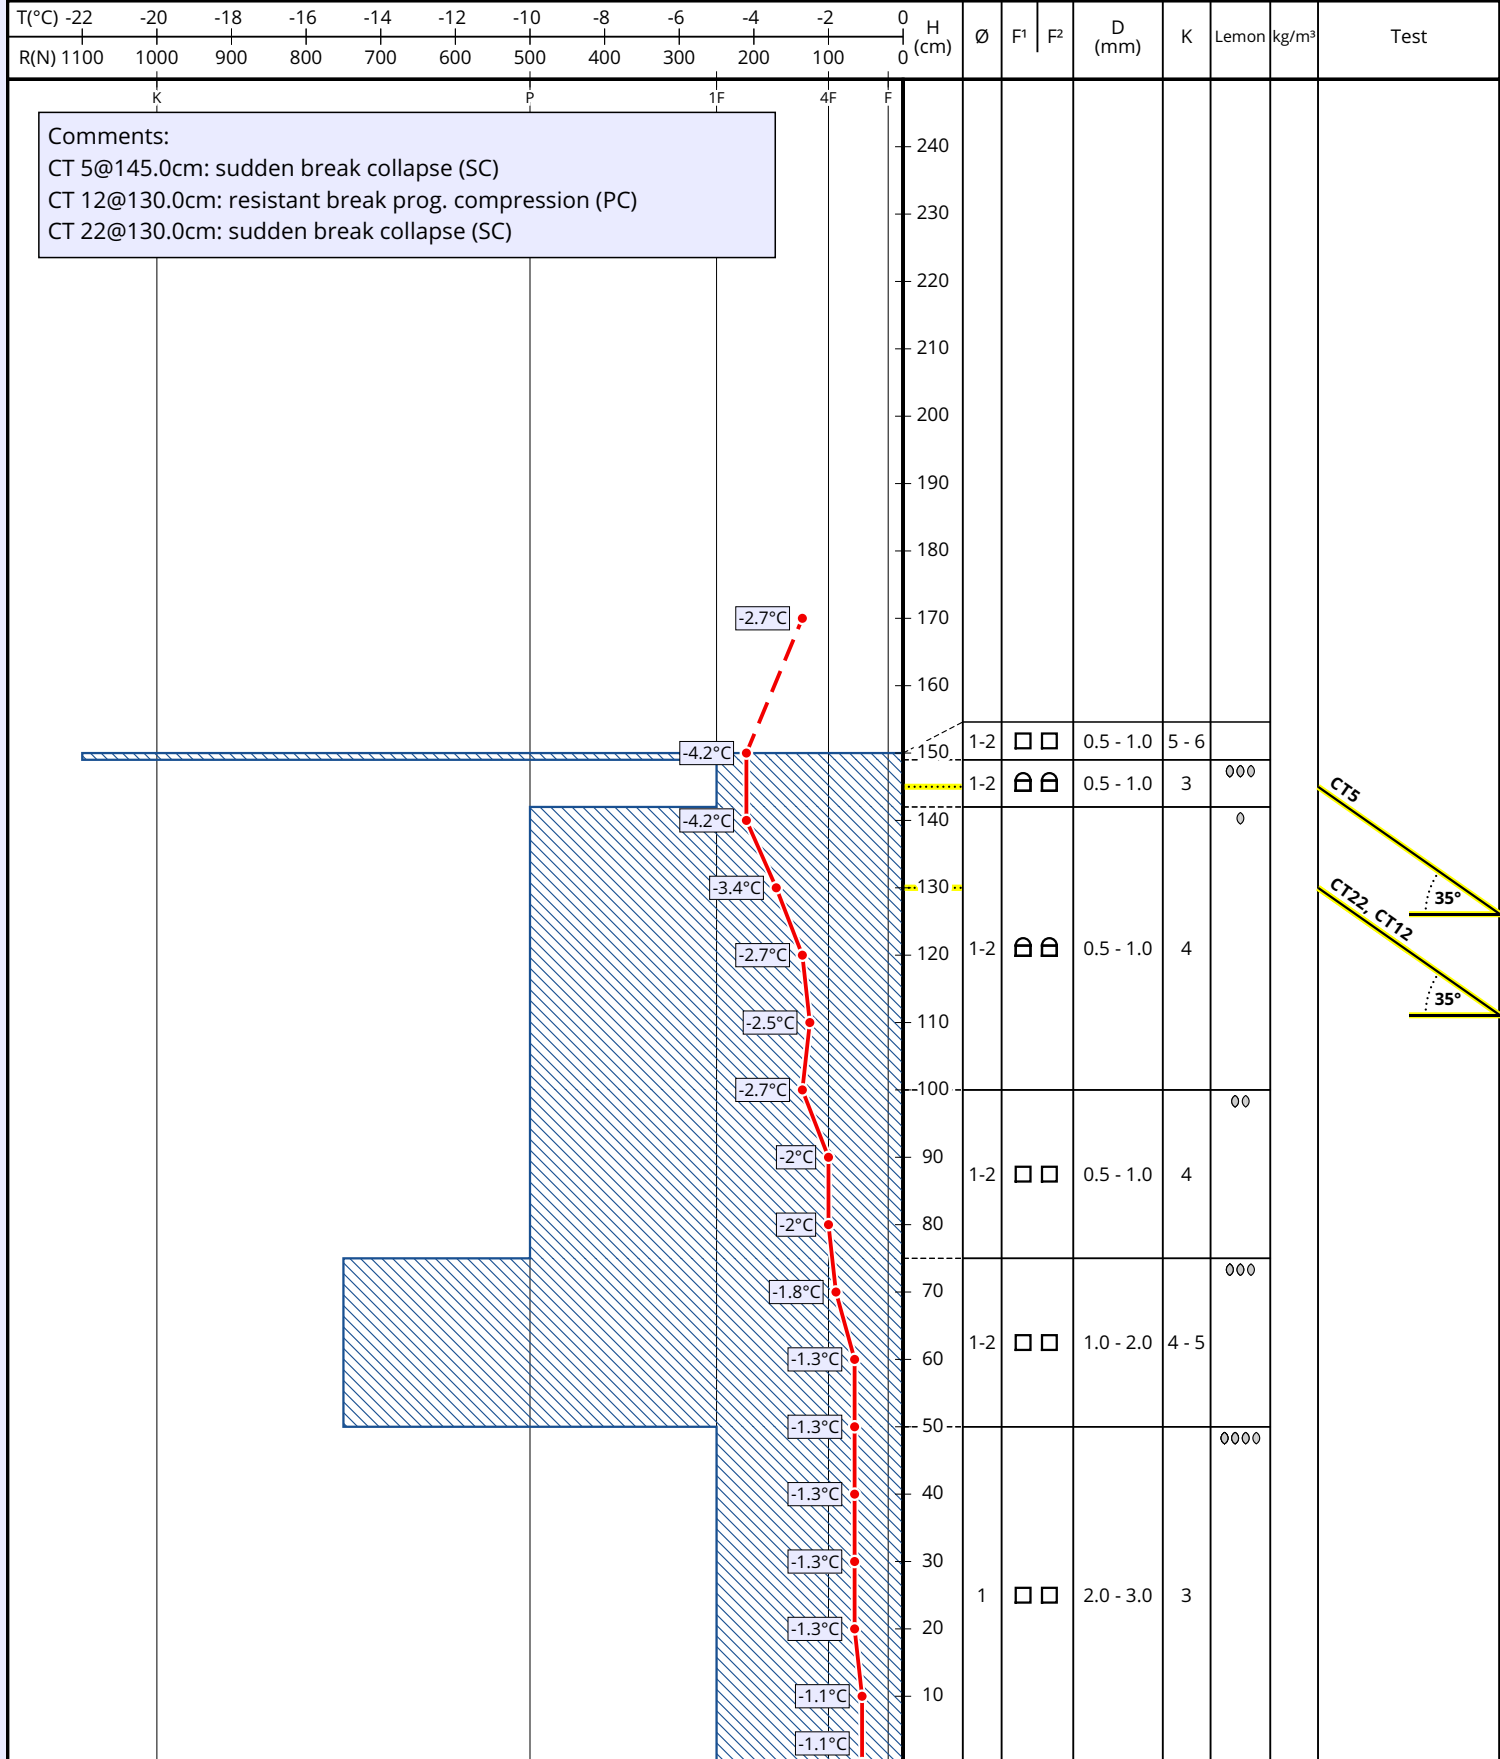 T(°C) -22 -20 -18 -16 -14 -12 -10 -8 -6 -4 -2 0
R(N) 1100 1000 900 800 700 600 500 400 300 200 100 0
H (cm) Ø F¹ F² D (mm) K Lemon kg/m³ Test
K P 1F 4F F
Comments:
CT 5@145.0cm: sudden break collapse (SC)
CT 12@130.0cm: resistant break prog. compression (PC)
CT 22@130.0cm: sudden break collapse (SC)
240
230
220
210
200
190
180
-2.7°C 170
160
1-2 0.5 - 1.0 5 - 6
-4.2°C 150
1-2 0.5 - 1.0 3
CT5
-4.2°C 140
-3.4°C 130
35°
CT22, CT12
1-2 0.5 - 1.0 4
-2.7°C 120
35°
-2.5°C 110
-2.7°C 100
-2°C 90
1-2 0.5 - 1.0 4
-2°C 80
-1.8°C 70
1-2 1.0 - 2.0 4 - 5
-1.3°C 60
-1.3°C 50
-1.3°C 40
-1.3°C 30
1 2.0 - 3.0 3
-1.3°C 20
-1.1°C 10
-1.1°C